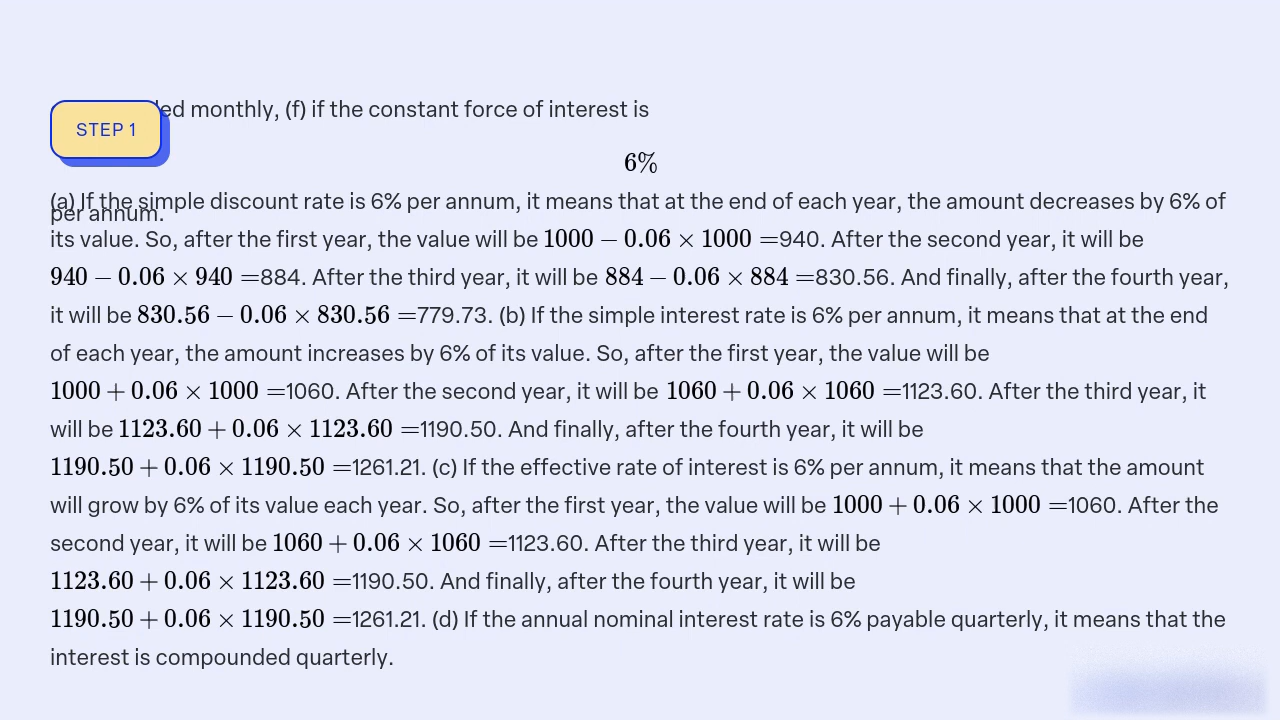 STEP 1
led monthly, (f) if the constant force of interest is
6%
(a) If the simple discount rate is 6% per annum, it means that at the end of each year, the amount decreases by 6% of
per annum.
its value. So, after the first year, the value will be 1000 − 0.06 × 1000 =940. After the second year, it will be
940 − 0.06 × 940 =884. After the third year, it will be 884 − 0.06 × 884 =830.56. And finally, after the fourth year,
it will be 830.56 − 0.06 × 830.56 =779.73. (b) If the simple interest rate is 6% per annum, it means that at the end
of each year, the amount increases by 6% of its value. So, after the first year, the value will be
1000 + 0.06 × 1000 =1060. After the second year, it will be 1060 + 0.06 × 1060 =1123.60. After the third year, it
will be 1123.60 + 0.06 × 1123.60 =1190.50. And finally, after the fourth year, it will be
1190.50 + 0.06 × 1190.50 =1261.21. (c) If the effective rate of interest is 6% per annum, it means that the amount
will grow by 6% of its value each year. So, after the first year, the value will be 1000 + 0.06 × 1000 =1060. After the
second year, it will be 1060 + 0.06 × 1060 =1123.60. After the third year, it will be
1123.60 + 0.06 × 1123.60 =1190.50. And finally, after the fourth year, it will be
1190.50 + 0.06 × 1190.50 =1261.21. (d) If the annual nominal interest rate is 6% payable quarterly, it means that the
interest is compounded quarterly.